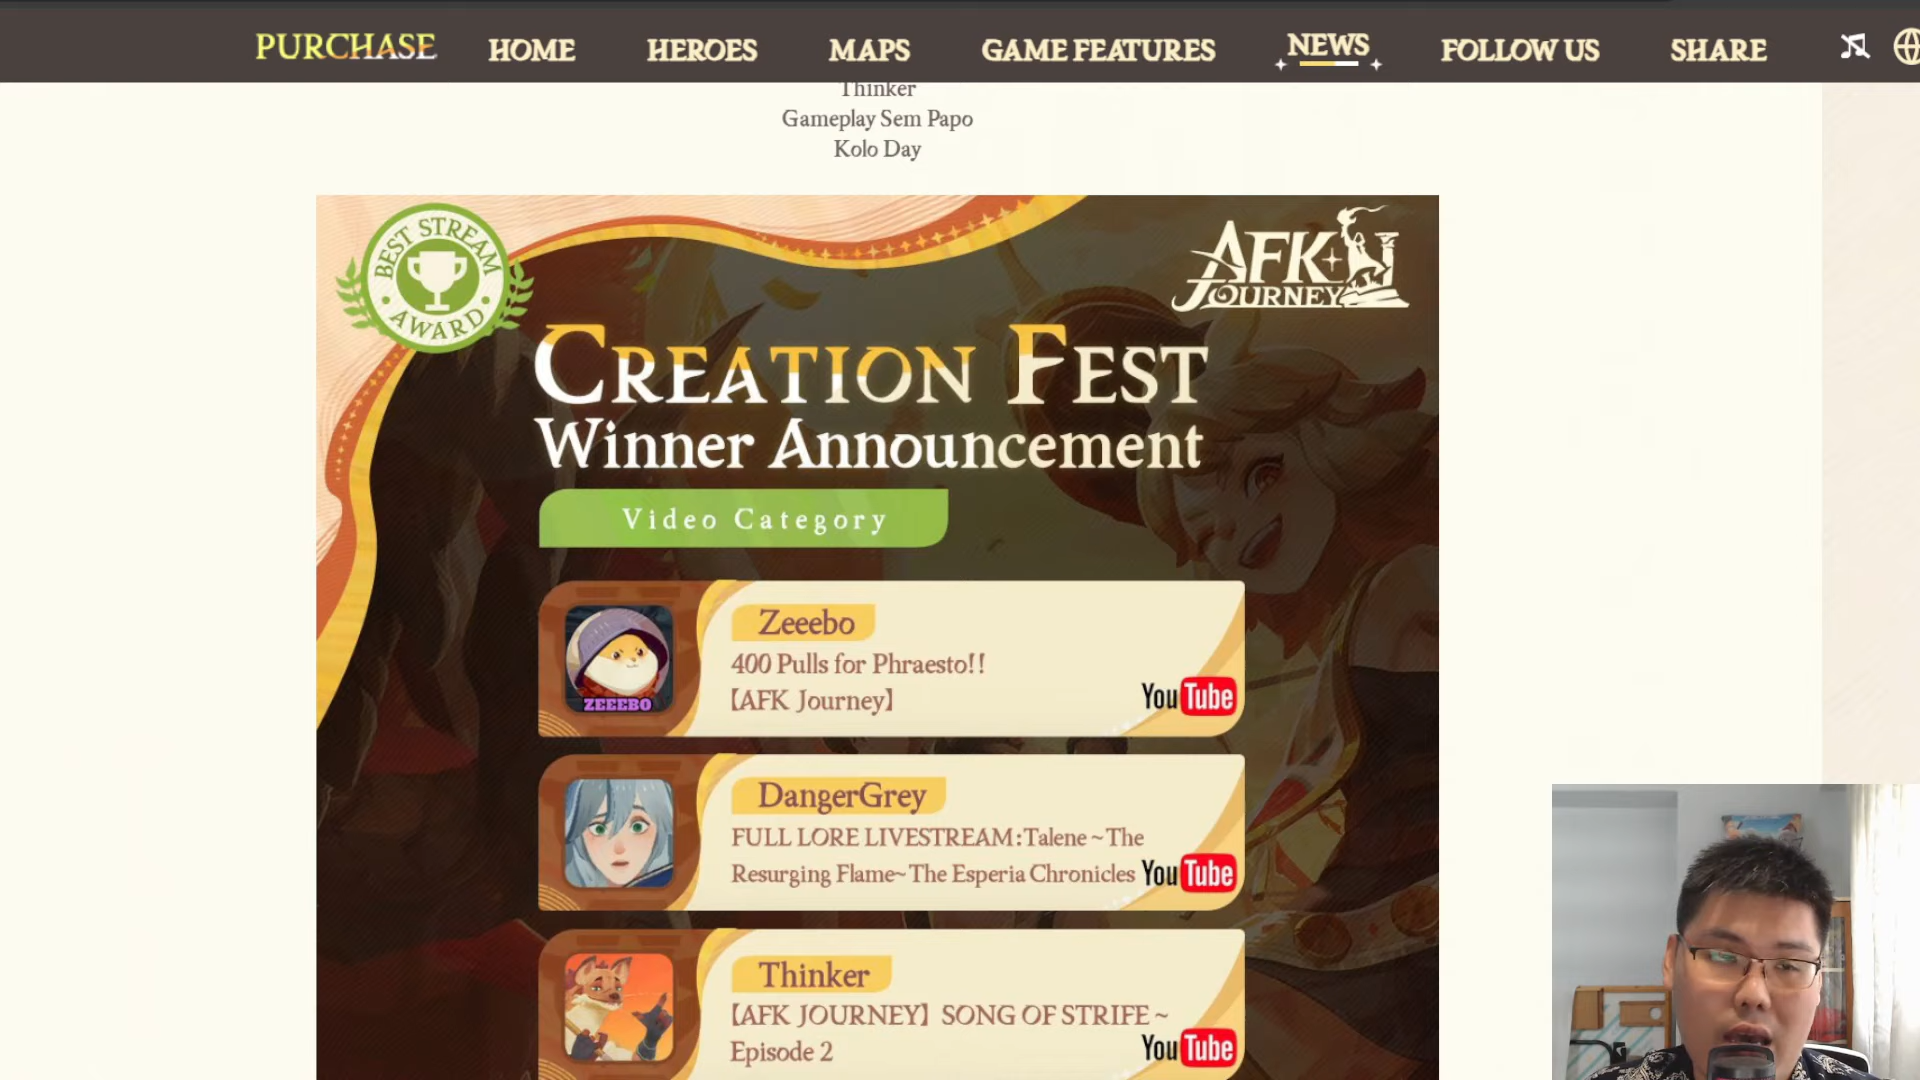 PURCHASE
HOME
HEROES
MAPS
GAME FEATURES
NEWS
FOLLOW US
SHARE
Thinker
Gameplay Sem Papo
Kolo Day
BEST STREAM
AWARD
AFK
JOURNEY
CREATION FEST
Winner Announcement
Video Category
ZEEEBO
Zeeebo
400 Pulls for Phraesto!!
【AFK Journey】
YouTube
DangerGrey
FULL LORE LIVESTREAM:Talene ~The
Resurging Flame~ The Esperia Chronicles
YouTube
Thinker
【AFK JOURNEY】 SONG OF STRIFE ~
Episode 2
YouTube